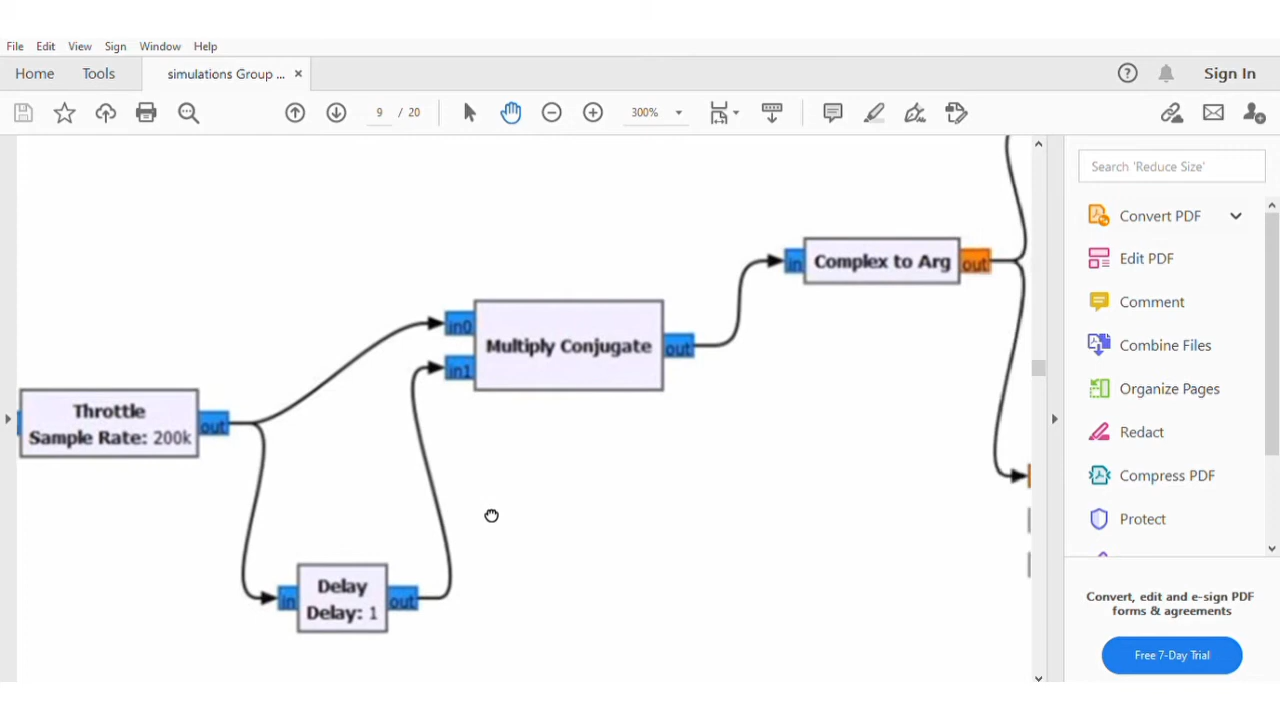 File Edit View Sign Window Help
Home Tools simulations Group ... × Sign In
9 / 20 300%
Search 'Reduce Size'
Convert PDF
Edit PDF
Comment
Combine Files
Organize Pages
Redact
Compress PDF
Protect
Convert, edit and e-sign PDF
forms & agreements
Free 7-Day Trial
in Complex to Arg out
in0
Multiply Conjugate out
in1
Throttle
Sample Rate: 200k out
Delay
in out
Delay: 1